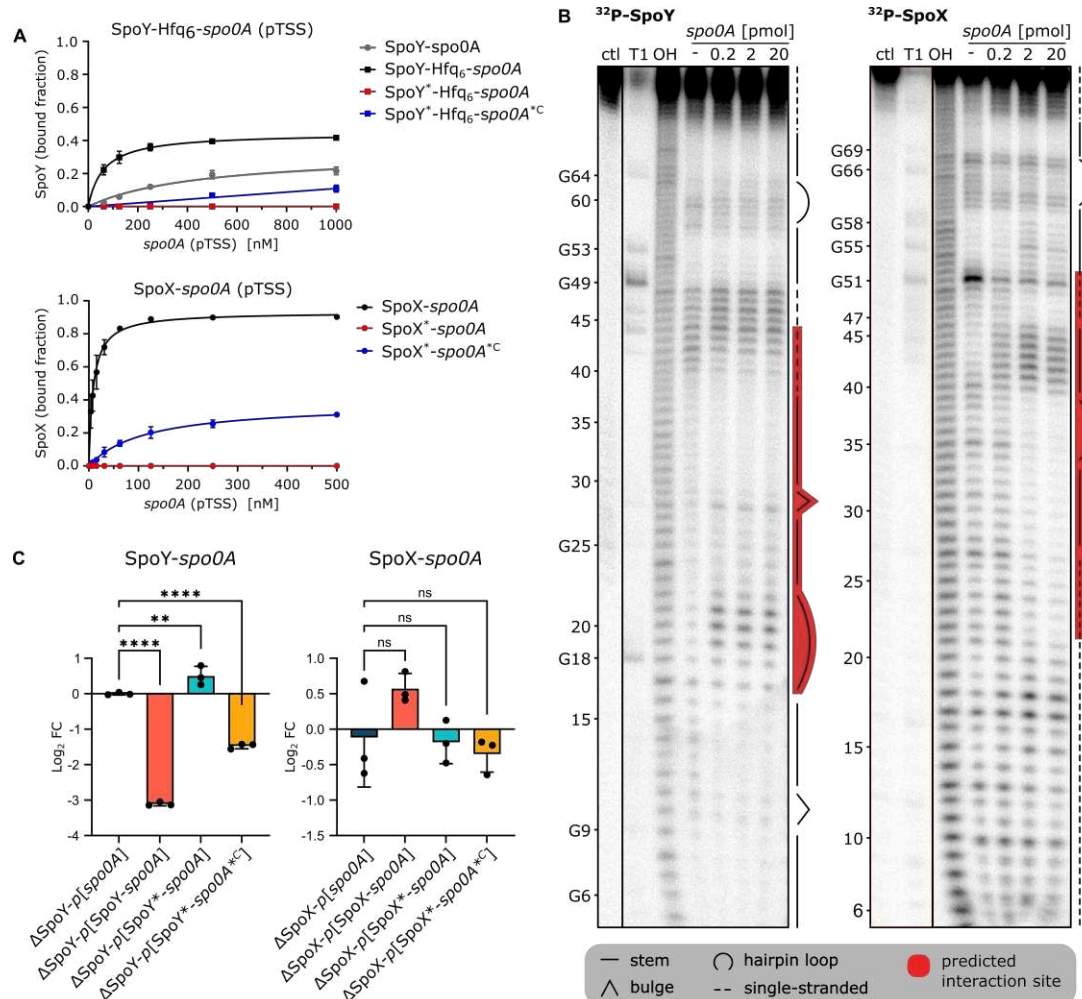 A
SpoY-Hfq6-spo0A (pTSS)
SpoY (bound fraction)
1.0
0.8
0.6
0.4
0.2
0.0
0 200 400 600 800 1000
spo0A (pTSS) [nM]
SpoY-spo0A
SpoY-Hfq6-spo0A
SpoY*-Hfq6-spo0A
SpoY*-Hfq6-spo0A*C
SpoX-spo0A (pTSS)
SpoX (bound fraction)
1.0
0.8
0.6
0.4
0.2
0.0
0 100 200 300 400 500
spo0A (pTSS) [nM]
SpoX-spo0A
SpoX*-spo0A
SpoX*-spo0A*C
B
32P-SpoY
spo0A [pmol]
ctl T1 OH - 0.2 2 20
G64
60
G53
G49
45
40
35
30
G25
20
G18
15
G9
G6
32P-SpoX
spo0A [pmol]
ctl T1 OH - 0.2 2 20
G69
G66
G58
G55
G51
47
45
40
35
30
25
20
15
10
6
stem
bulge
hairpin loop
single-stranded
predicted
interaction site
C
SpoY-spo0A
****
**
****
Log2 FC
1
0
-1
-2
-3
-4
ΔSpoY-p[spo0A]
ΔSpoY-p[SpoY-spo0A]
ΔSpoY-p[SpoY*-spo0A]
ΔSpoY-p[SpoY*-spo0A*C]
SpoX-spo0A
ns
ns
ns
Log2 FC
1.0
0.5
0.0
-0.5
-1.0
-1.5
ΔSpoX-p[spo0A]
ΔSpoX-p[SpoX-spo0A]
ΔSpoX-p[SpoX*-spo0A]
ΔSpoX-p[SpoX*-spo0A*C]